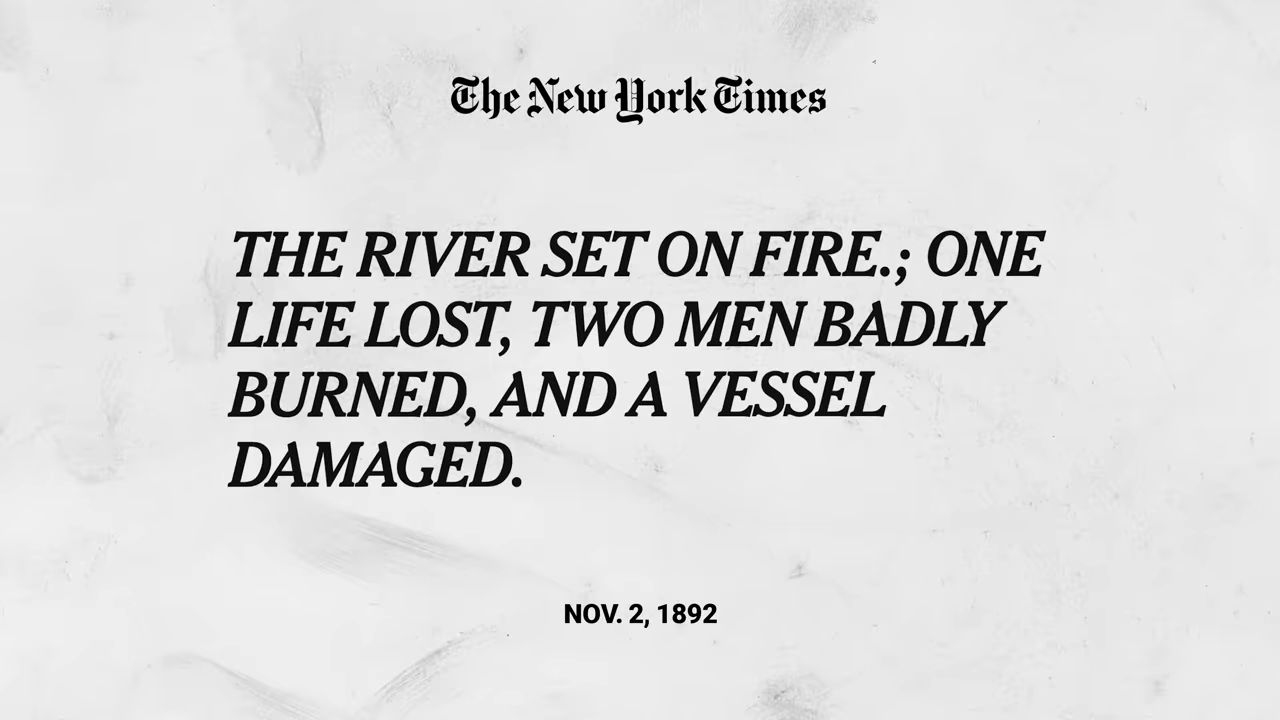 The New York Times
THE RIVER SET ON FIRE.; ONE
LIFE LOST, TWO MEN BADLY
BURNED, AND A VESSEL
DAMAGED.
NOV. 2, 1892